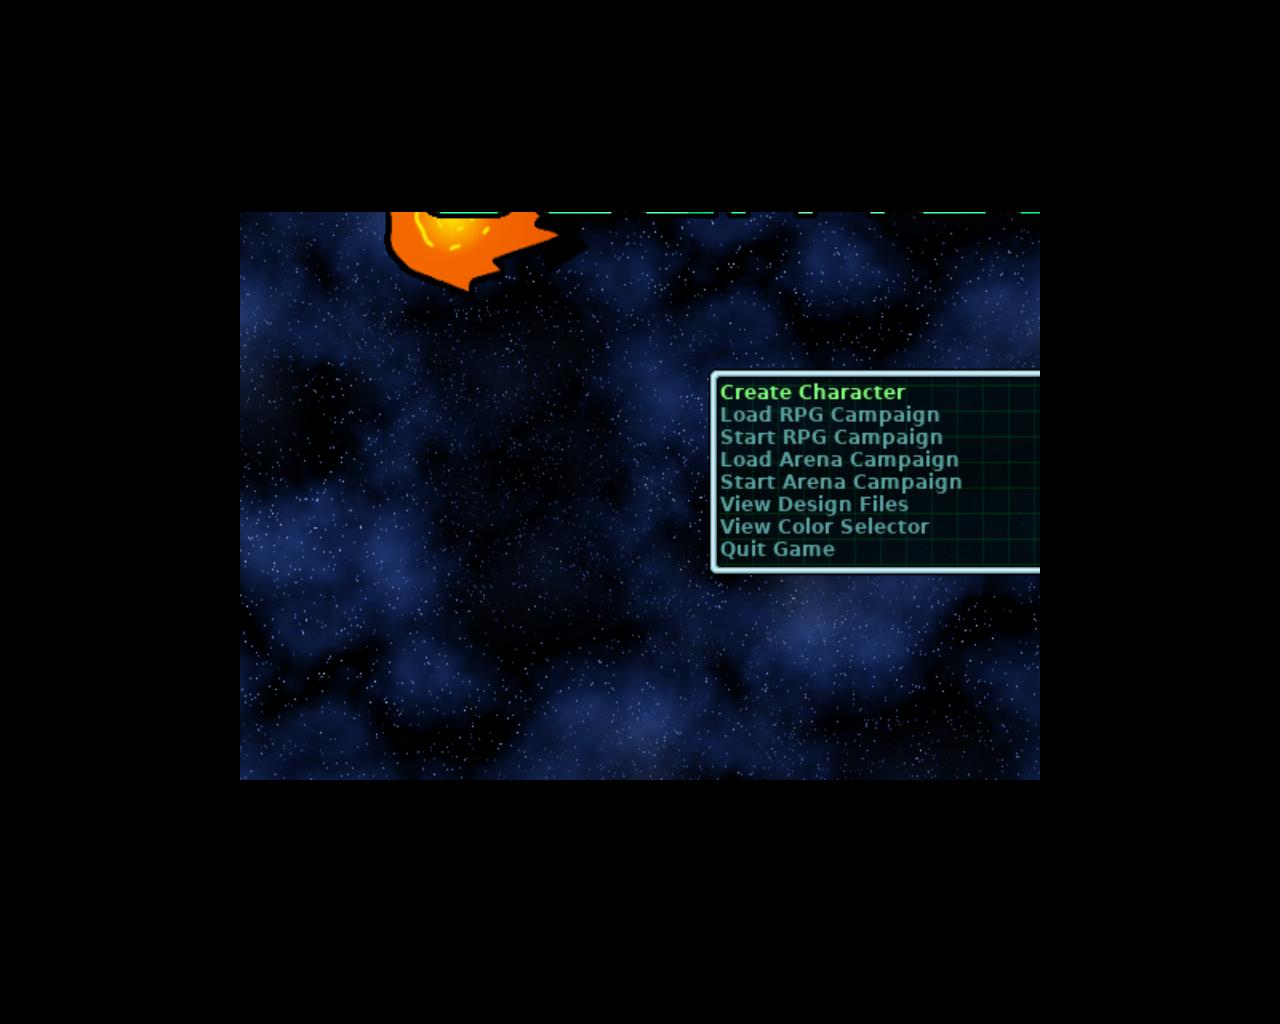 Create Character
Load RPG Campaign
Start RPG Campaign
Load Arena Campaign
Start Arena Campaign
View Design Files
View Color Selector
Quit Game